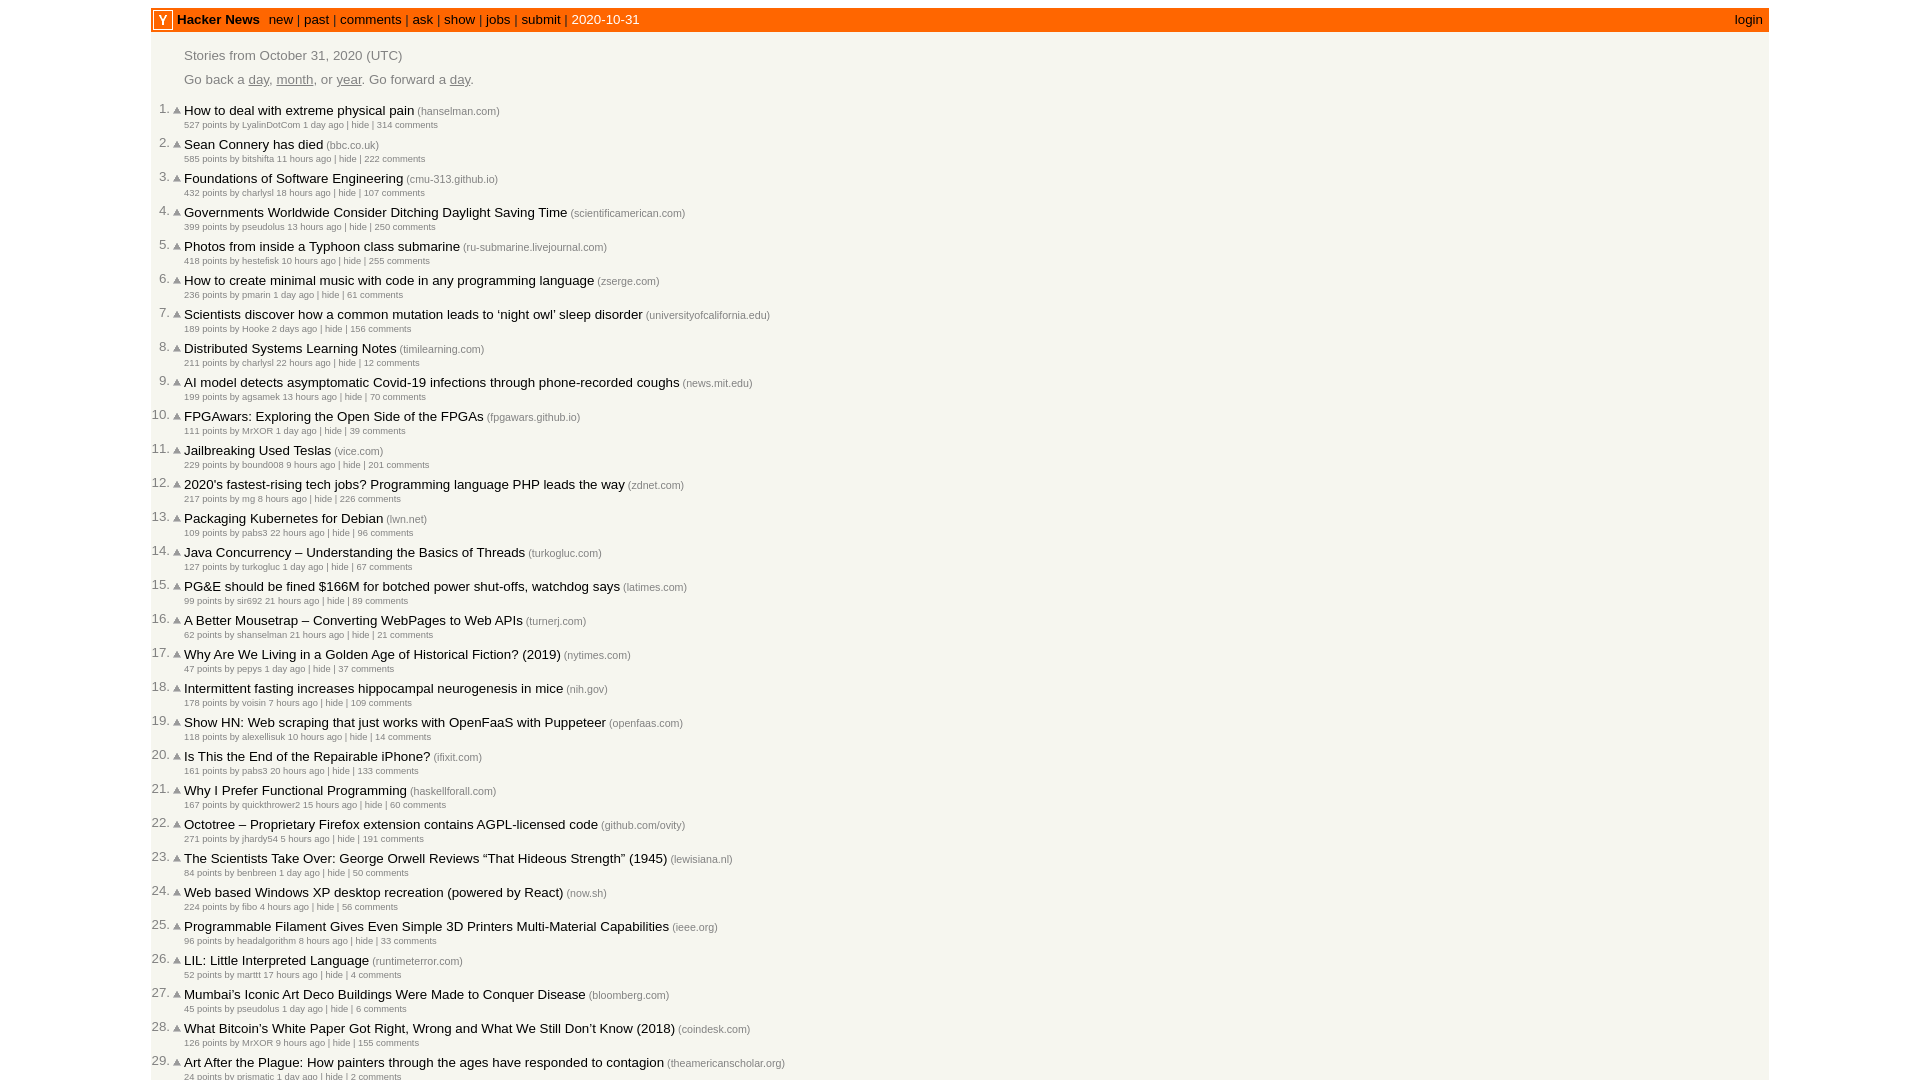 Y Hacker News new | past | comments | ask | show | jobs | submit | 2020-10-31 login
Stories from October 31, 2020 (UTC)
Go back a day, month, or year. Go forward a day.
1. How to deal with extreme physical pain (hanselman.com)
527 points by LyalinDotCom 1 day ago | hide | 314 comments
2. Sean Connery has died (bbc.co.uk)
585 points by bitshifta 11 hours ago | hide | 222 comments
3. Foundations of Software Engineering (cmu-313.github.io)
432 points by charlysl 18 hours ago | hide | 107 comments
4. Governments Worldwide Consider Ditching Daylight Saving Time (scientificamerican.com)
399 points by pseudolus 13 hours ago | hide | 250 comments
5. Photos from inside a Typhoon class submarine (ru-submarine.livejournal.com)
418 points by hestefisk 10 hours ago | hide | 255 comments
6. How to create minimal music with code in any programming language (zserge.com)
236 points by pmarin 1 day ago | hide | 61 comments
7. Scientists discover how a common mutation leads to ‘night owl’ sleep disorder (universityofcalifornia.edu)
189 points by Hooke 2 days ago | hide | 156 comments
8. Distributed Systems Learning Notes (timilearning.com)
211 points by charlysl 22 hours ago | hide | 12 comments
9. AI model detects asymptomatic Covid-19 infections through phone-recorded coughs (news.mit.edu)
199 points by agsamek 13 hours ago | hide | 70 comments
10. FPGAwars: Exploring the Open Side of the FPGAs (fpgawars.github.io)
111 points by MrXOR 1 day ago | hide | 39 comments
11. Jailbreaking Used Teslas (vice.com)
229 points by bound008 9 hours ago | hide | 201 comments
12. 2020's fastest-rising tech jobs? Programming language PHP leads the way (zdnet.com)
217 points by mg 8 hours ago | hide | 226 comments
13. Packaging Kubernetes for Debian (lwn.net)
109 points by pabs3 22 hours ago | hide | 96 comments
14. Java Concurrency – Understanding the Basics of Threads (turkogluc.com)
127 points by turkogluc 1 day ago | hide | 67 comments
15. PG&E should be fined $166M for botched power shut-offs, watchdog says (latimes.com)
99 points by sir692 21 hours ago | hide | 89 comments
16. A Better Mousetrap – Converting WebPages to Web APIs (turnerj.com)
62 points by shanselman 21 hours ago | hide | 21 comments
17. Why Are We Living in a Golden Age of Historical Fiction? (2019) (nytimes.com)
47 points by pepys 1 day ago | hide | 37 comments
18. Intermittent fasting increases hippocampal neurogenesis in mice (nih.gov)
178 points by voisin 7 hours ago | hide | 109 comments
19. Show HN: Web scraping that just works with OpenFaaS with Puppeteer (openfaas.com)
118 points by alexellisuk 10 hours ago | hide | 14 comments
20. Is This the End of the Repairable iPhone? (ifixit.com)
161 points by pabs3 20 hours ago | hide | 133 comments
21. Why I Prefer Functional Programming (haskellforall.com)
167 points by quickthrower2 15 hours ago | hide | 60 comments
22. Octotree – Proprietary Firefox extension contains AGPL-licensed code (github.com/ovity)
271 points by jhardy54 5 hours ago | hide | 191 comments
23. The Scientists Take Over: George Orwell Reviews “That Hideous Strength” (1945) (lewisiana.nl)
84 points by benbreen 1 day ago | hide | 50 comments
24. Web based Windows XP desktop recreation (powered by React) (now.sh)
224 points by fibo 4 hours ago | hide | 56 comments
25. Programmable Filament Gives Even Simple 3D Printers Multi-Material Capabilities (ieee.org)
96 points by headalgorithm 8 hours ago | hide | 33 comments
26. LIL: Little Interpreted Language (runtimeterror.com)
52 points by marttt 17 hours ago | hide | 4 comments
27. Mumbai’s Iconic Art Deco Buildings Were Made to Conquer Disease (bloomberg.com)
45 points by pseudolus 1 day ago | hide | 6 comments
28. What Bitcoin’s White Paper Got Right, Wrong and What We Still Don’t Know (2018) (coindesk.com)
126 points by MrXOR 9 hours ago | hide | 155 comments
29. Art After the Plague: How painters through the ages have responded to contagion (theamericanscholar.org)
24 points by prismatic 1 day ago | hide | 2 comments